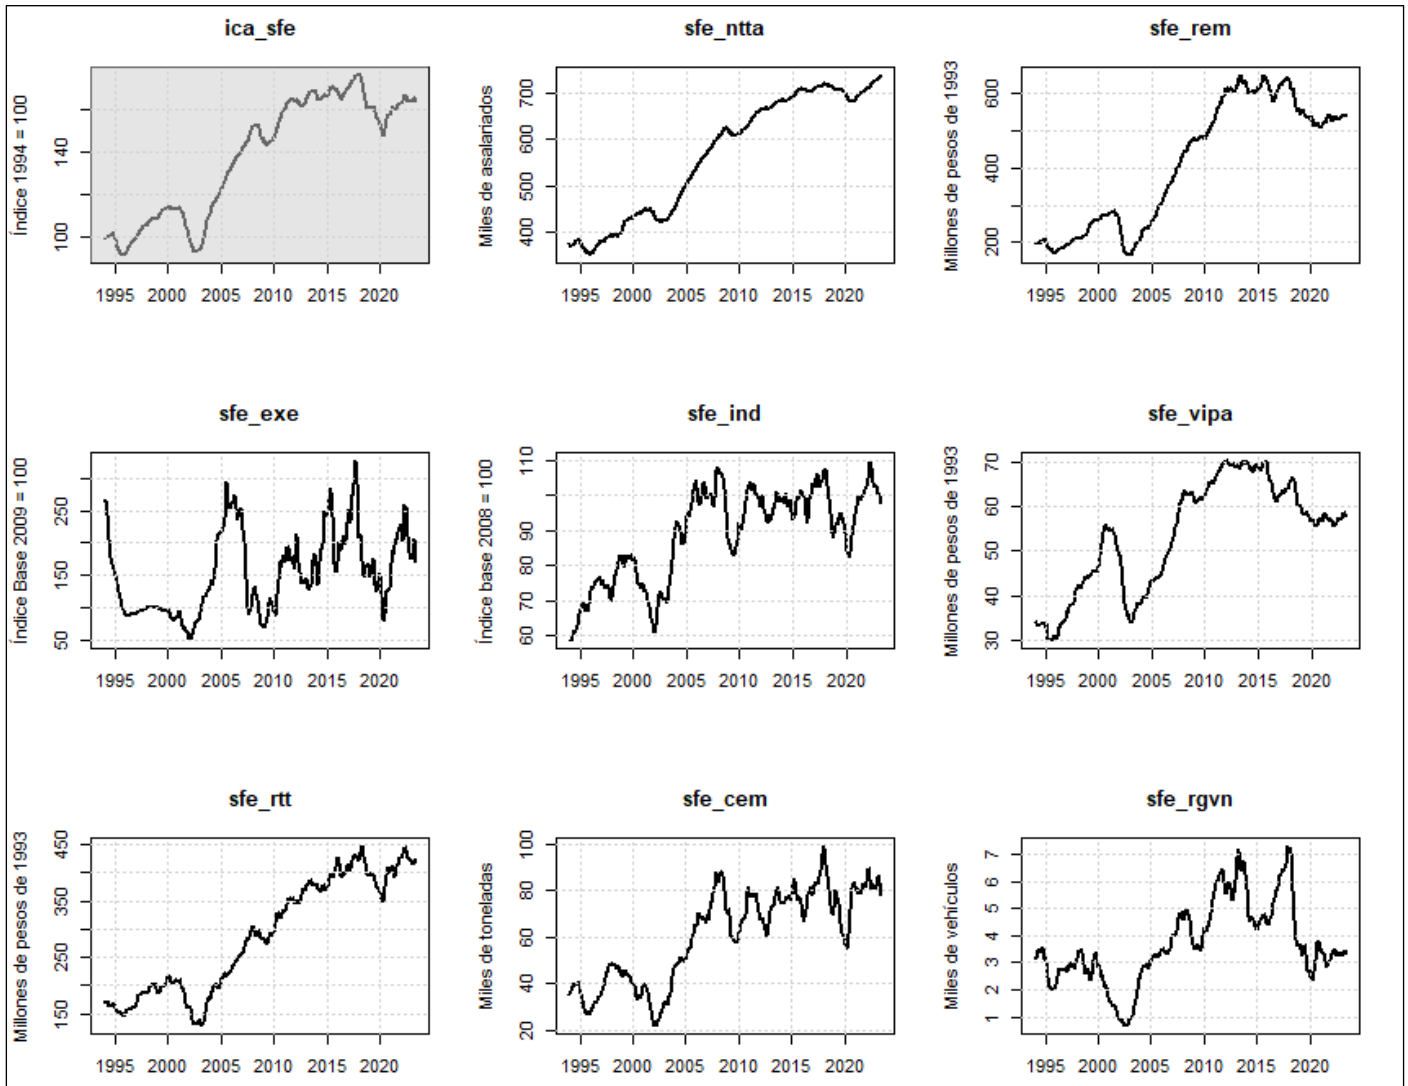 ica_sfe
Índice 1994 = 100
100
140
1995 2000 2005 2010 2015 2020
sfe_ntta
Miles de asalariados
400 500 600 700
1995 2000 2005 2010 2015 2020
sfe_rem
Millones de pesos de 1993
200 400 600
1995 2000 2005 2010 2015 2020
sfe_exe
Índice Base 2009 = 100
50 150 250
1995 2000 2005 2010 2015 2020
sfe_ind
Índice base 2008 = 100
60 70 80 90 110
1995 2000 2005 2010 2015 2020
sfe_vipa
Millones de pesos de 1993
30 40 50 60 70
1995 2000 2005 2010 2015 2020
sfe_rtt
Millones de pesos de 1993
150 250 350 450
1995 2000 2005 2010 2015 2020
sfe_cem
Miles de toneladas
20 40 60 80 100
1995 2000 2005 2010 2015 2020
sfe_rgvn
Miles de vehículos
1 2 3 4 5 6 7
1995 2000 2005 2010 2015 2020